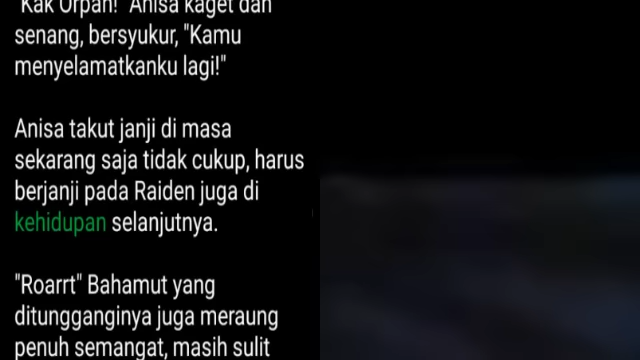 "Kak Orpah!" Anisa kaget dan
senang, bersyukur, "Kamu
menyelamatkanku lagi!"
Anisa takut janji di masa
sekarang saja tidak cukup, harus
berjanji pada Raiden juga di
kehidupan selanjutnya.
"Roarrt" Bahamut yang
ditungganginya juga meraung
penuh semangat, masih sulit